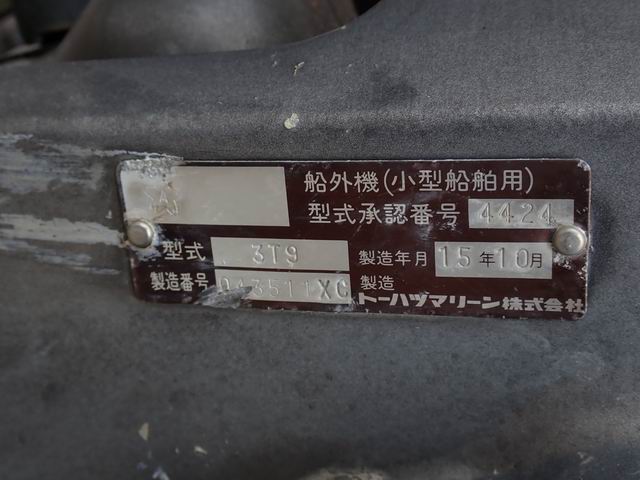 船外機(小型船舶用)
型式承認番号 4424
型式 3T9 製造年月 15年10月
製造番号 製造
トーハツマリーン株式会社